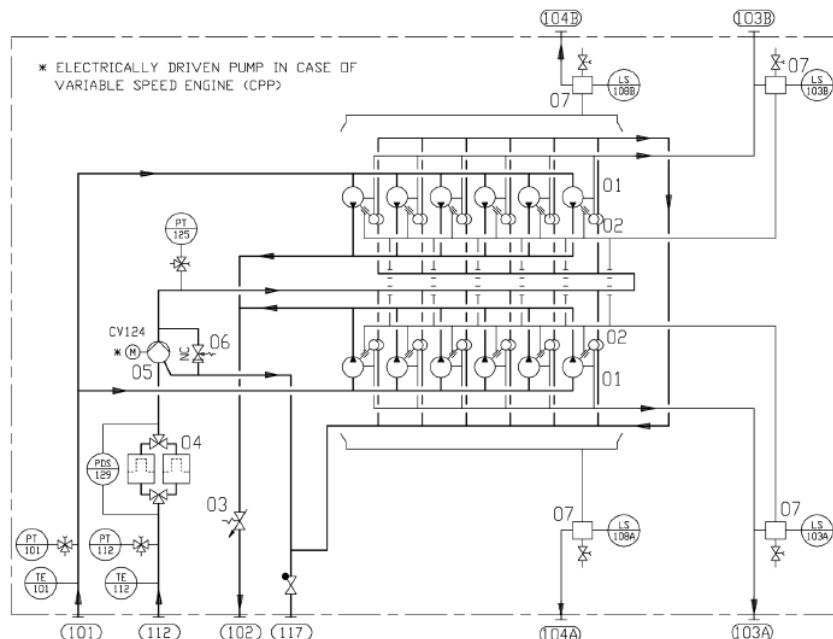 104B
103B
* ELECTRICALLY DRIVEN PUMP IN CASE OF
VARIABLE SPEED ENGINE (CPP)
07
LS
108B
07
LS
103B
01
02
PT
125
CV124
* M
05
NC
06
02
01
PDS
129
04
03
PT
101
PT
112
TE
101
TE
112
07
LS
108A
07
LS
103A
101
112
102
117
104A
103A